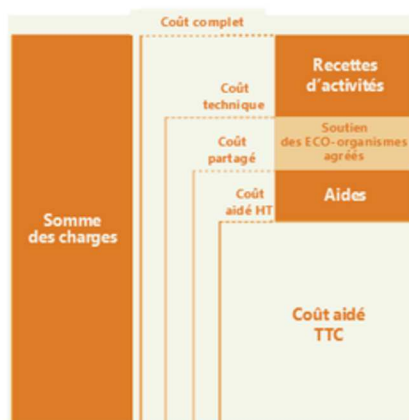 Coût complet
Recettes
d'activités
Coût
technique
Soutien
des ECO-organismes
agréés
Coût
partagé
Coût
aidé HT
Aides
Somme
des charges
Coût aidé
TTC